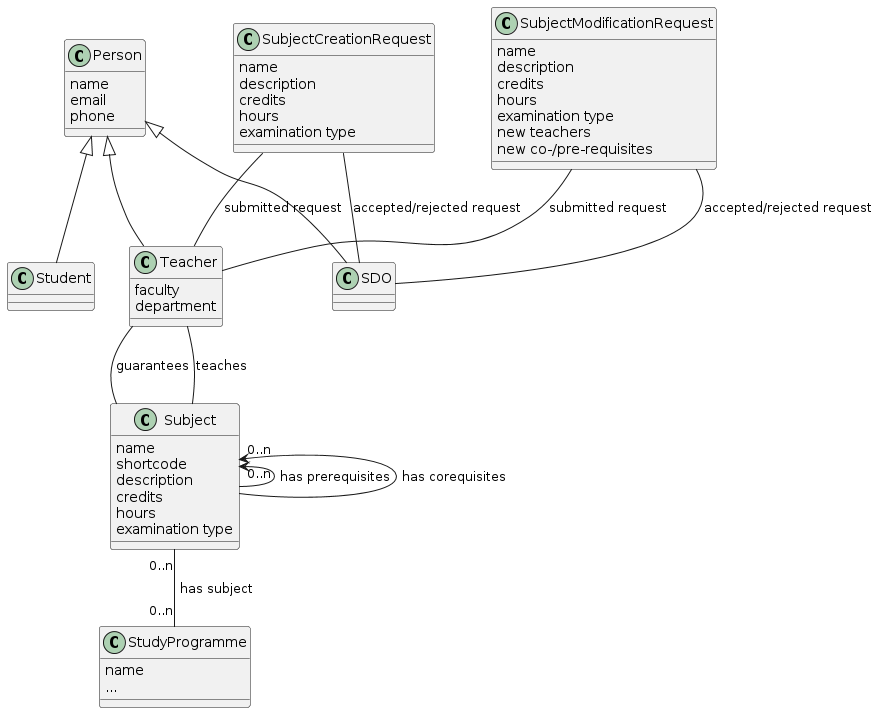 C Person
name
email
phone
C SubjectCreationRequest
name
description
credits
hours
examination type
C SubjectModificationRequest
name
description
credits
hours
examination type
new teachers
new co-/pre-requisites
submitted request
accepted/rejected request
submitted request
accepted/rejected request
C Student
C Teacher
faculty
department
C SDO
guarantees
teaches
C Subject
name
shortcode
description
credits
hours
examination type
0..n
0..n
has prerequisites
has corequisites
0..n
has subject
0..n
C StudyProgramme
name
...